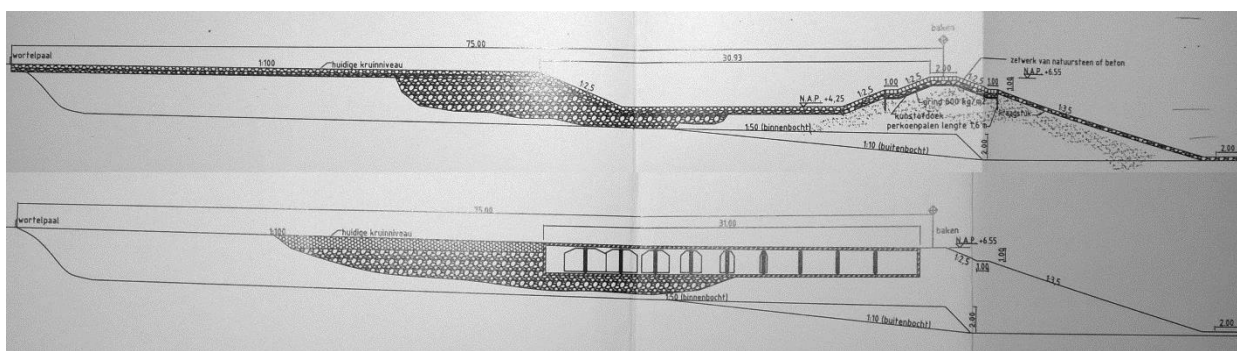 baken
75.00
wortelpaal
1:100
huidige kruinniveau
30.93
2.00
zetwerk van natuursteen of beton
1:2,5
N.A.P. +4,25
1:2,5
1.00
1:2,5
1:2,5
1.00
1.00
N.A.P. +6.55
grind 600 kg/m2
kunstofdoek
perkoenpalen lengte 1,6 m
kraagstuk
1:3,5
1:50 (binnenbocht)
1:10 (buitenbocht)
2.00
2.00
75.00
wortelpaal
1:100
huidige kruinniveau
31.00
baken
N.A.P. +6.55
1:2,5
1.00
1.00
1:3,5
1:50 (binnenbocht)
1:10 (buitenbocht)
2.00
2.00